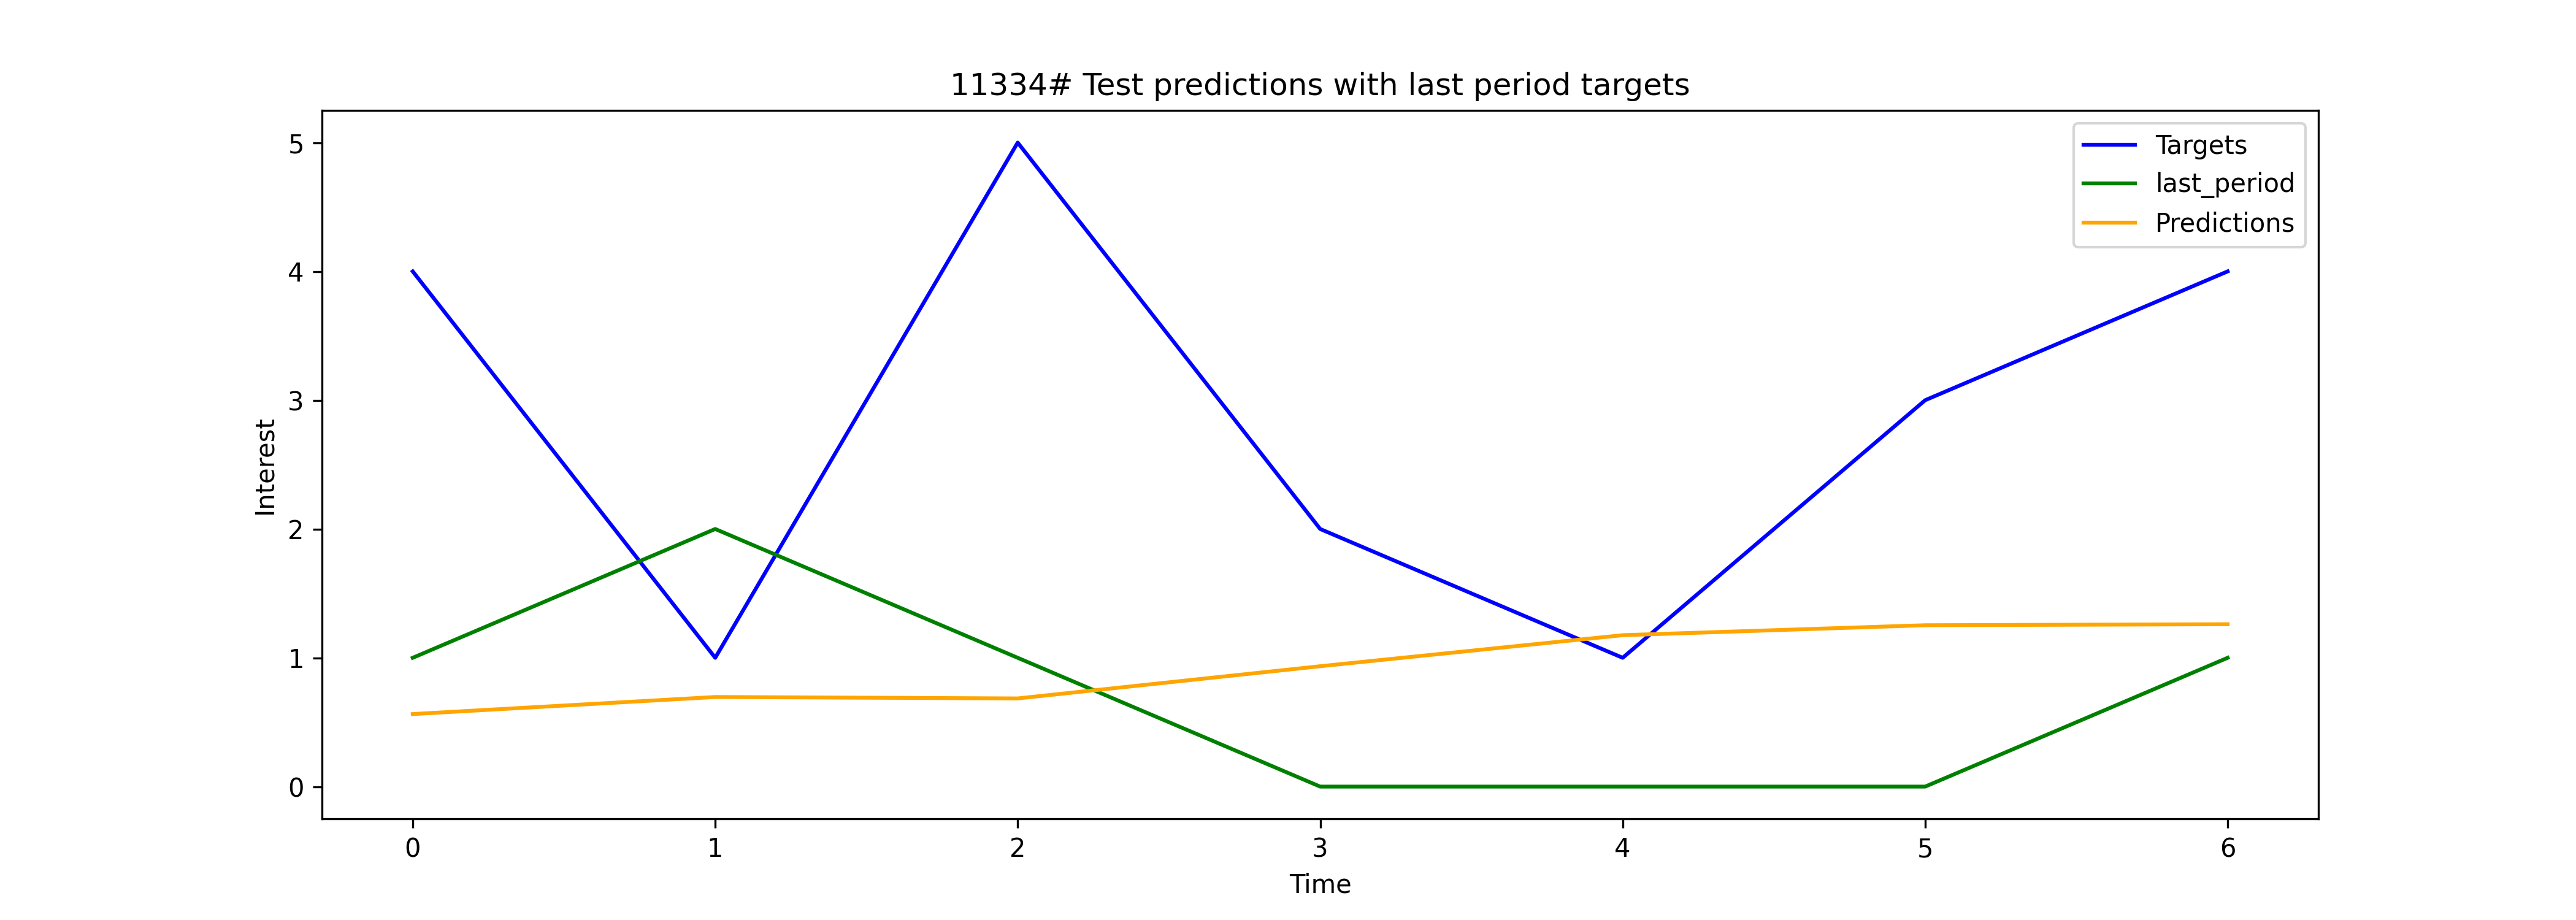 11334# Test predictions with last period targets
Targets
last_period
Predictions
Interest
5
4
3
2
1
0
0 1 2 3 4 5 6
Time